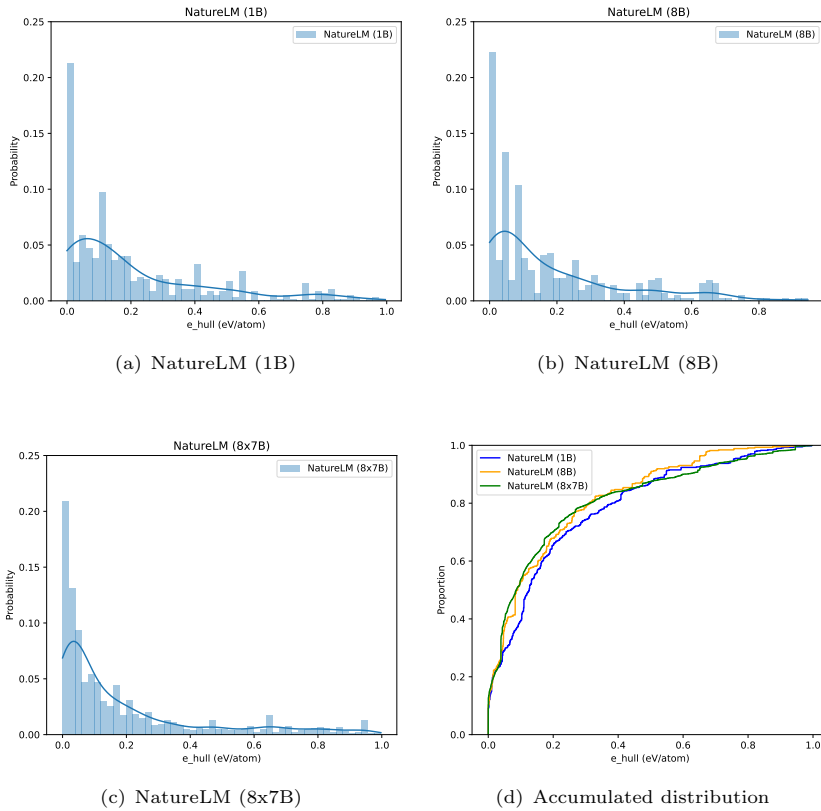 NatureLM (1B)
NatureLM (1B)
0.25
0.20
0.15
0.10
0.05
0.00
Probability
0.0 0.2 0.4 0.6 0.8 1.0
e_hull (eV/atom)
(a) NatureLM (1B)
NatureLM (8B)
NatureLM (8B)
0.25
0.20
0.15
0.10
0.05
0.00
Probability
0.0 0.2 0.4 0.6 0.8
e_hull (eV/atom)
(b) NatureLM (8B)
NatureLM (8x7B)
NatureLM (8x7B)
0.25
0.20
0.15
0.10
0.05
0.00
Probability
0.0 0.2 0.4 0.6 0.8 1.0
e_hull (eV/atom)
(c) NatureLM (8x7B)
NatureLM (1B)
NatureLM (8B)
NatureLM (8x7B)
1.0
0.8
0.6
0.4
0.2
0.0
Proportion
0.0 0.2 0.4 0.6 0.8 1.0
e_hull (eV/atom)
(d) Accumulated distribution